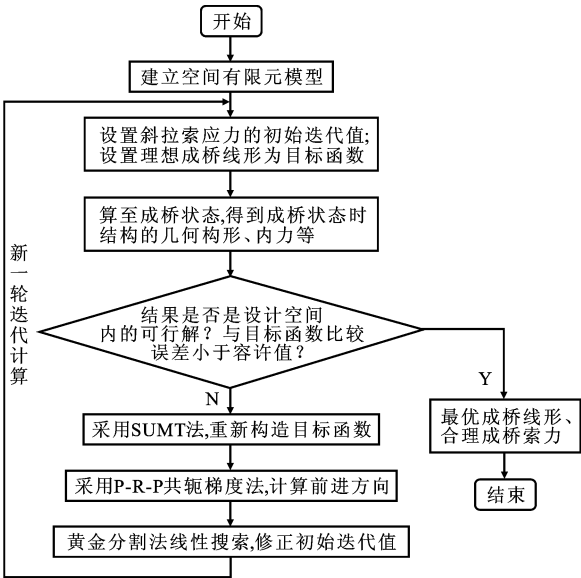 开始
建立空间有限元模型
设置斜拉索应力的初始迭代值;
设置理想成桥线形为目标函数
算至成桥状态,得到成桥状态时
结构的几何构形、内力等
新一轮迭代计算
结果是否是设计空间
内的可行解？与目标函数比较
误差小于容许值？
N
Y
采用SUMT法,重新构造目标函数
最优成桥线形、
合理成桥索力
采用P-R-P共轭梯度法,计算前进方向
结束
黄金分割法线性搜索,修正初始迭代值